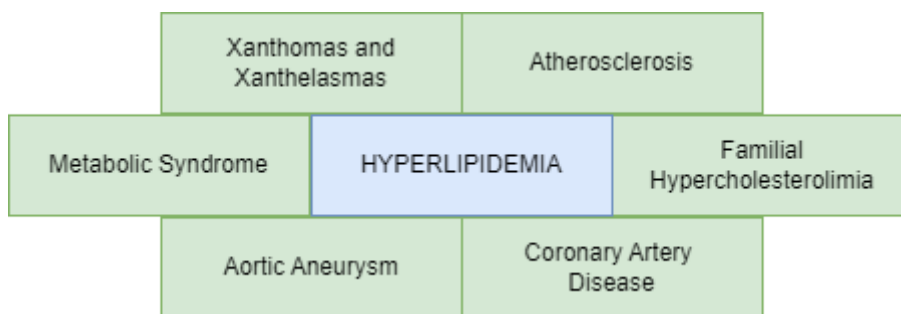 Xanthomas and
Xanthelasmas
Atherosclerosis
Metabolic Syndrome
HYPERLIPIDEMIA
Familial
Hypercholesterolimia
Aortic Aneurysm
Coronary Artery
Disease